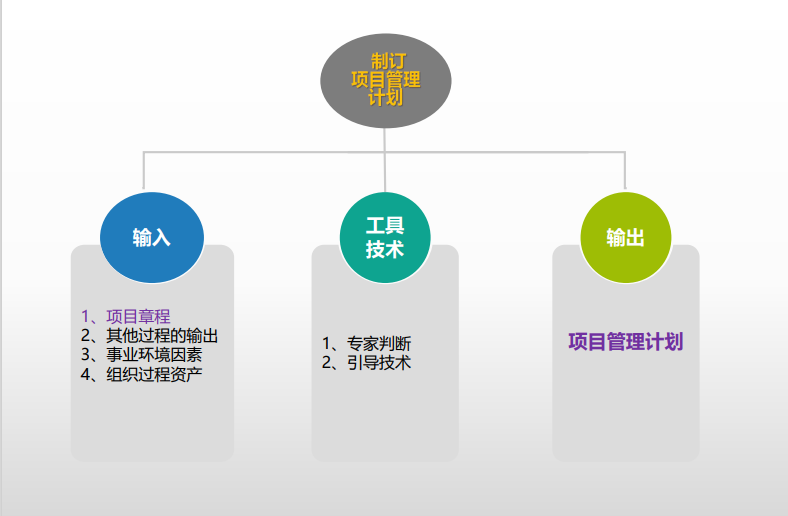 制订
项目管理
计划
输入
1、项目章程
2、其他过程的输出
3、事业环境因素
4、组织过程资产
工具
技术
1、专家判断
2、引导技术
输出
项目管理计划